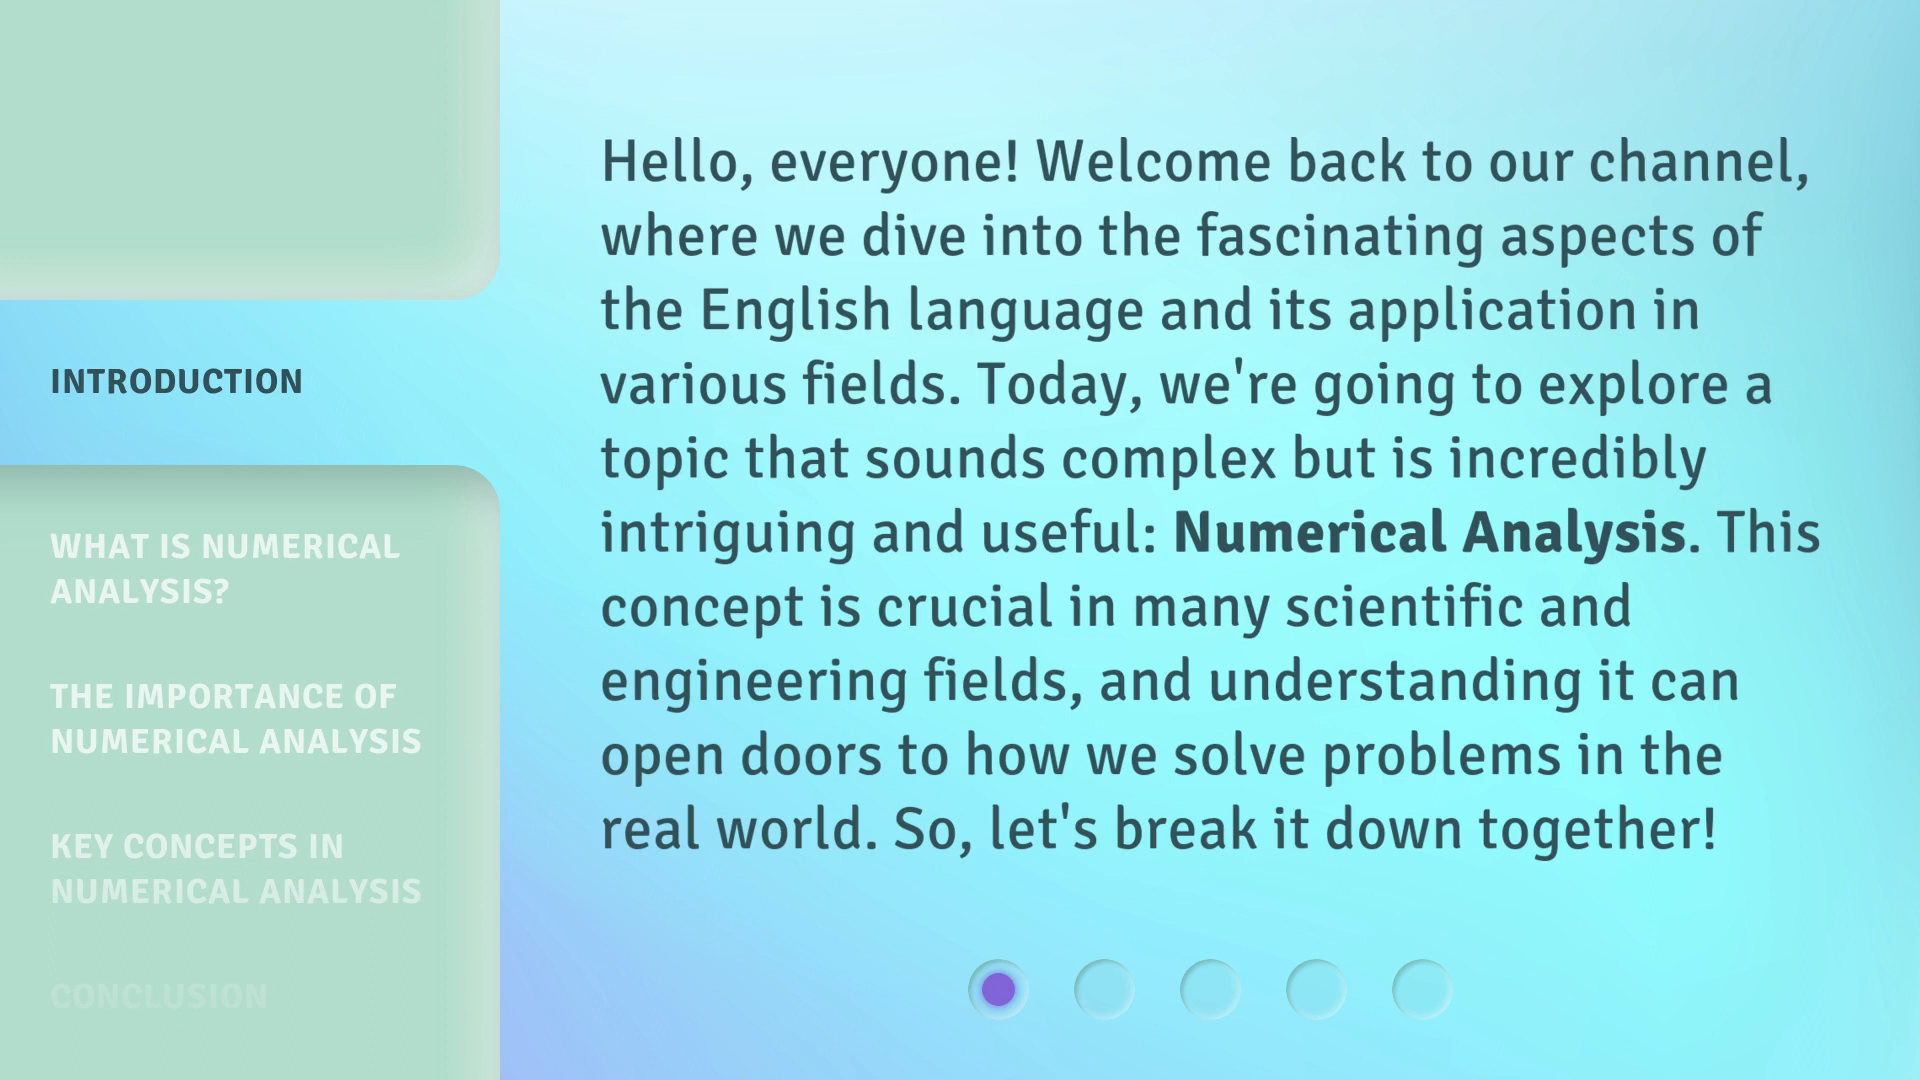 INTRODUCTION
WHAT IS NUMERICAL
ANALYSIS?
THE IMPORTANCE OF
NUMERICAL ANALYSIS
KEY CONCEPTS IN
NUMERICAL ANALYSIS
CONCLUSION
Hello, everyone! Welcome back to our channel,
where we dive into the fascinating aspects of
the English language and its application in
various fields. Today, we're going to explore a
topic that sounds complex but is incredibly
intriguing and useful: Numerical Analysis. This
concept is crucial in many scientific and
engineering fields, and understanding it can
open doors to how we solve problems in the
real world. So, let's break it down together!